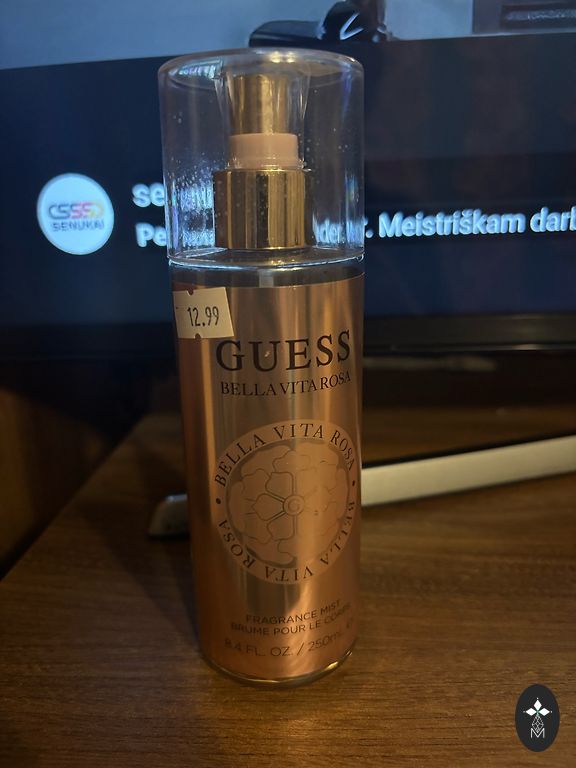 CSSSD
SENUKAI
Meistriškam darb
12.99
GUESS
BELLA VITA ROSA
• BELLA VITA ROSA • BELLA VITA ROSA
FRAGRANCE MIST
BRUME POUR LE CORPS
8.4 FL. OZ. / 250mL e
M